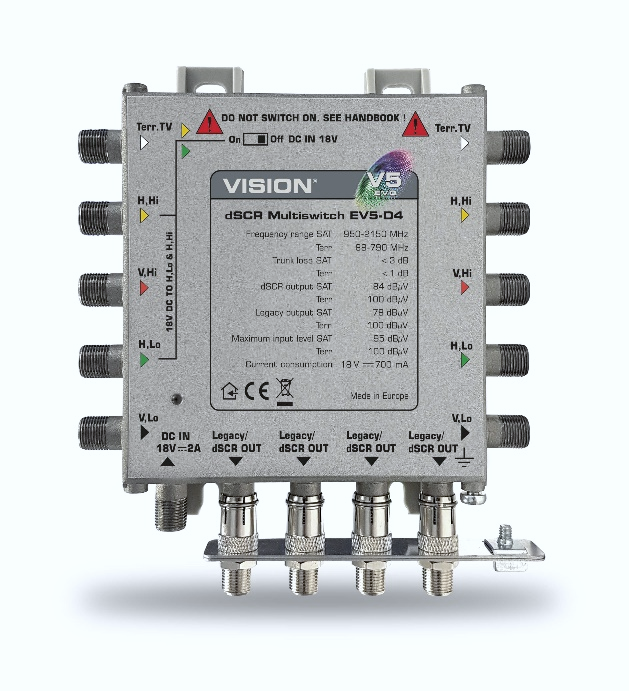 DO NOT SWITCH ON. SEE HANDBOOK !
Terr.TV
Terr.TV
On Off DC IN 18V
VISION
V5
EVO
dSCR Multiswitch EV5-D4
H,Hi
H,Hi
Frequency range SAT 950-2150 MHz
Terr 88-790 MHz
Trunk loss SAT < 3 dB
Terr < 1 dB
V,Hi
V,Hi
dSCR output SAT 84 dBµV
Terr 100 dBµV
Legacy output SAT 78 dBµV
Terr 100 dBµV
18V DC TO H,Lo & H,Hi
H,Lo
H,Lo
Maximum input level SAT 95 dBµV
Terr 100 dBµV
Current consumption 18 V 700 mA
CE
Made in Europe
V,Lo
V,Lo
DC IN
18V 2A
Legacy/
dSCR OUT
Legacy/
dSCR OUT
Legacy/
dSCR OUT
Legacy/
dSCR OUT